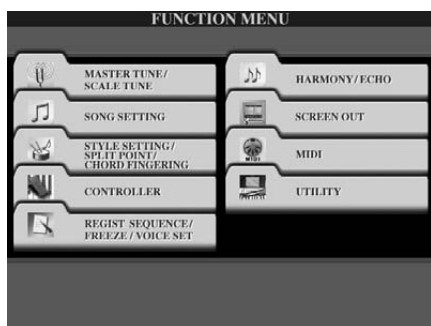 FUNCTION MENU
MASTER TUNE/
SCALE TUNE
SONG SETTING
STYLE SETTING/
SPLIT POINT/
CHORD FINGERING
CONTROLLER
REGIST SEQUENCE/
FREEZE / VOICE SET
HARMONY/ECHO
SCREEN OUT
MIDI
MIDI
UTILITY